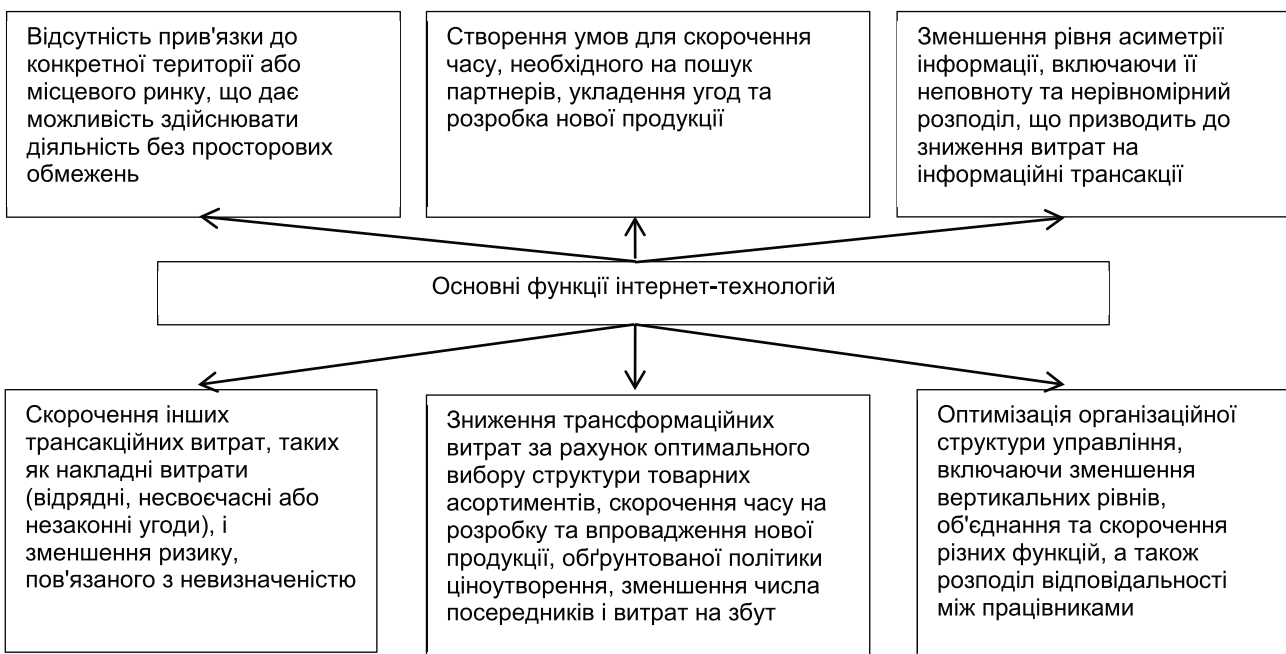 Відсутність прив'язки до
конкретної території або
місцевого ринку, що дає
можливість здійснювати
діяльність без просторових
обмежень
Створення умов для скорочення
часу, необхідного на пошук
партнерів, укладення угод та
розробка нової продукції
Зменшення рівня асиметрії
інформації, включаючи її
неповноту та нерівномірний
розподіл, що призводить до
зниження витрат на
інформаційні трансакції
Основні функції інтернет-технологій
Скорочення інших
трансакційних витрат, таких
як накладні витрати
(відрядні, несвоєчасні або
незаконні угоди), і
зменшення ризику,
пов'язаного з невизначеністю
Зниження трансформаційних
витрат за рахунок оптимального
вибору структури товарних
асортиментів, скорочення часу на
розробку та впровадження нової
продукції, обґрунтованої політики
ціноутворення, зменшення числа
посередників і витрат на збут
Оптимізація організаційної
структури управління,
включаючи зменшення
вертикальних рівнів,
об'єднання та скорочення
різних функцій, а також
розподіл відповідальності
між працівниками